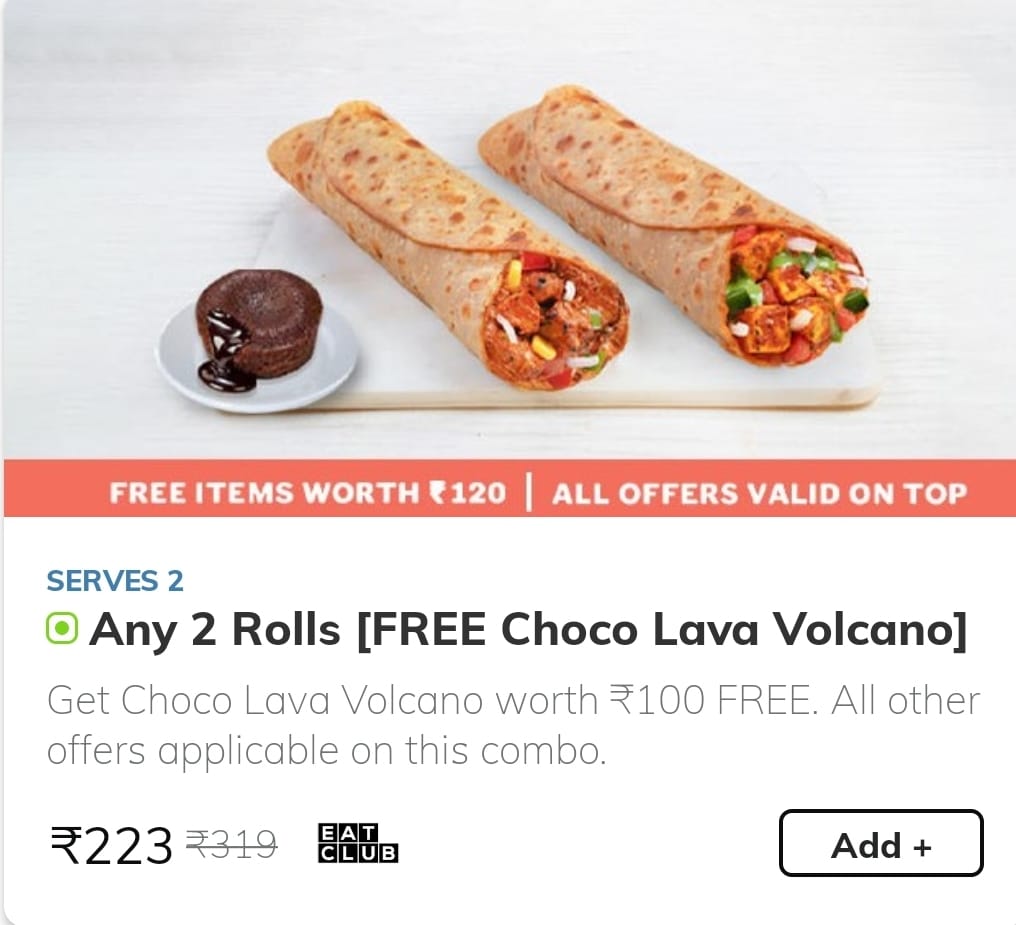 FREE ITEMS WORTH ₹120 | ALL OFFERS VALID ON TOP
SERVES 2
Any 2 Rolls [FREE Choco Lava Volcano]
Get Choco Lava Volcano worth ₹100 FREE. All other
offers applicable on this combo.
₹223 ₹319 EAT CLUB Add +